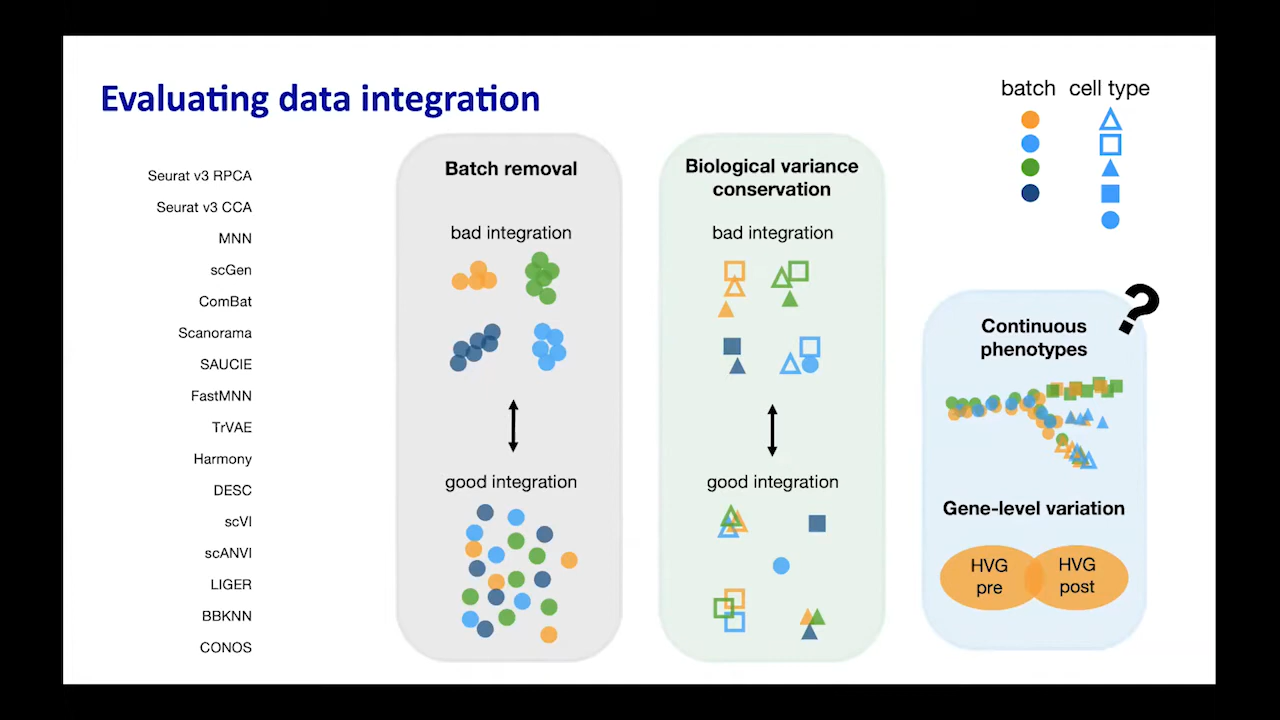 Evaluating data integration
batch cell type
Seurat v3 RPCA
Seurat v3 CCA
MNN
scGen
ComBat
Scanorama
SAUCIE
FastMNN
TrVAE
Harmony
DESC
scVI
scANVI
LIGER
BBKNN
CONOS
Batch removal
bad integration
good integration
Biological variance
conservation
bad integration
good integration
?
Continuous
phenotypes
Gene-level variation
HVG
pre
HVG
post